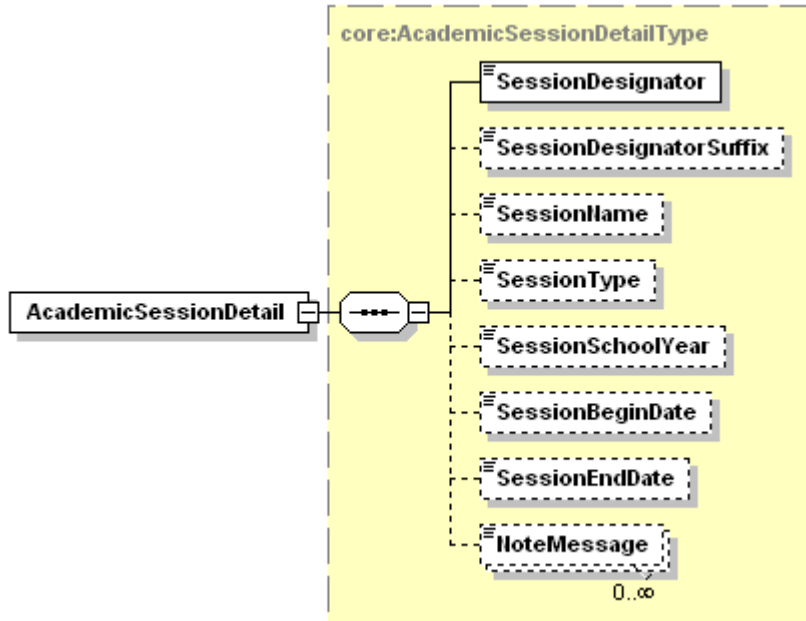 core:AcademicSessionDetailType
SessionDesignator
SessionDesignatorSuffix
SessionName
SessionType
AcademicSessionDetail
SessionSchoolYear
SessionBeginDate
SessionEndDate
NoteMessage
0..∞